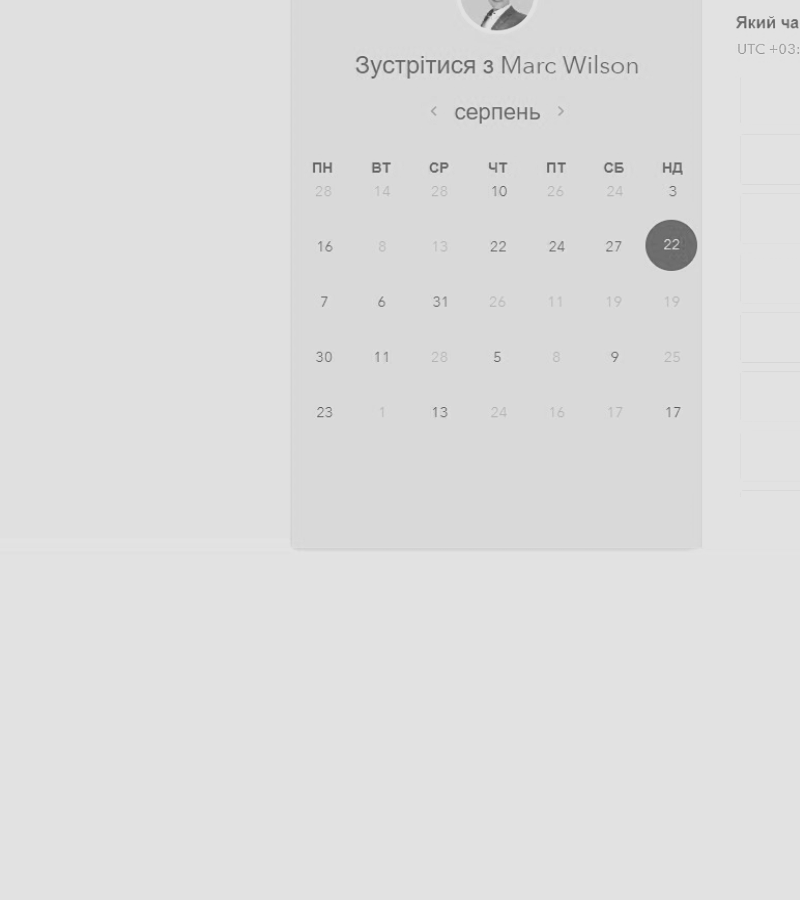 Зустрітися з Marc Wilson
‹ серпень ›
ПН ВТ СР ЧТ ПТ СБ НД
28 14 28 10 26 24 3
16 8 13 22 24 27 22
7 6 31 26 11 19 19
30 11 28 5 8 9 25
23 1 13 24 16 17 17
Який ча
UTC +03: